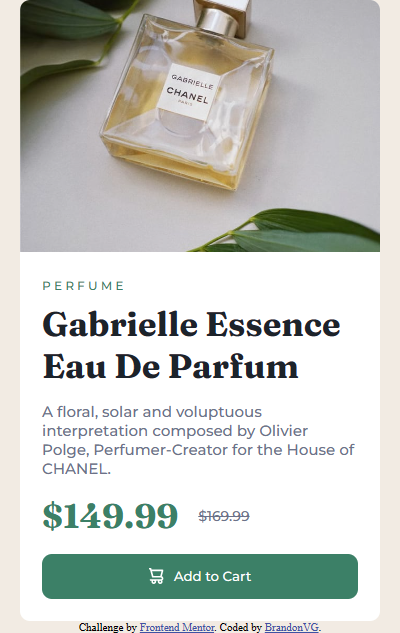 GABRIELLE
CHANEL
PARIS
PERFUME
Gabrielle Essence
Eau De Parfum
A floral, solar and voluptuous
interpretation composed by Olivier
Polge, Perfumer-Creator for the House of
CHANEL.
$149.99 $169.99
Add to Cart
Challenge by Frontend Mentor. Coded by BrandonVG.